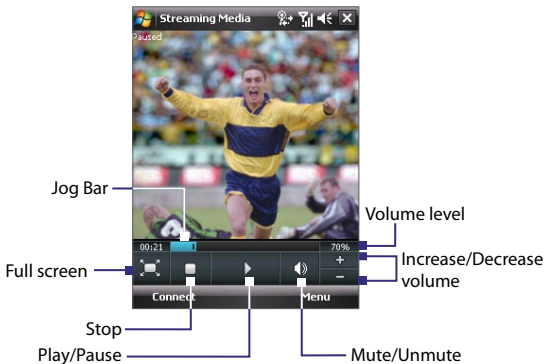 Streaming Media
Paused
Jog Bar
Volume level
00:21
70%
Full screen
+
Increase/Decrease
volume
−
Connect
Menu
Stop
Play/Pause
Mute/Unmute